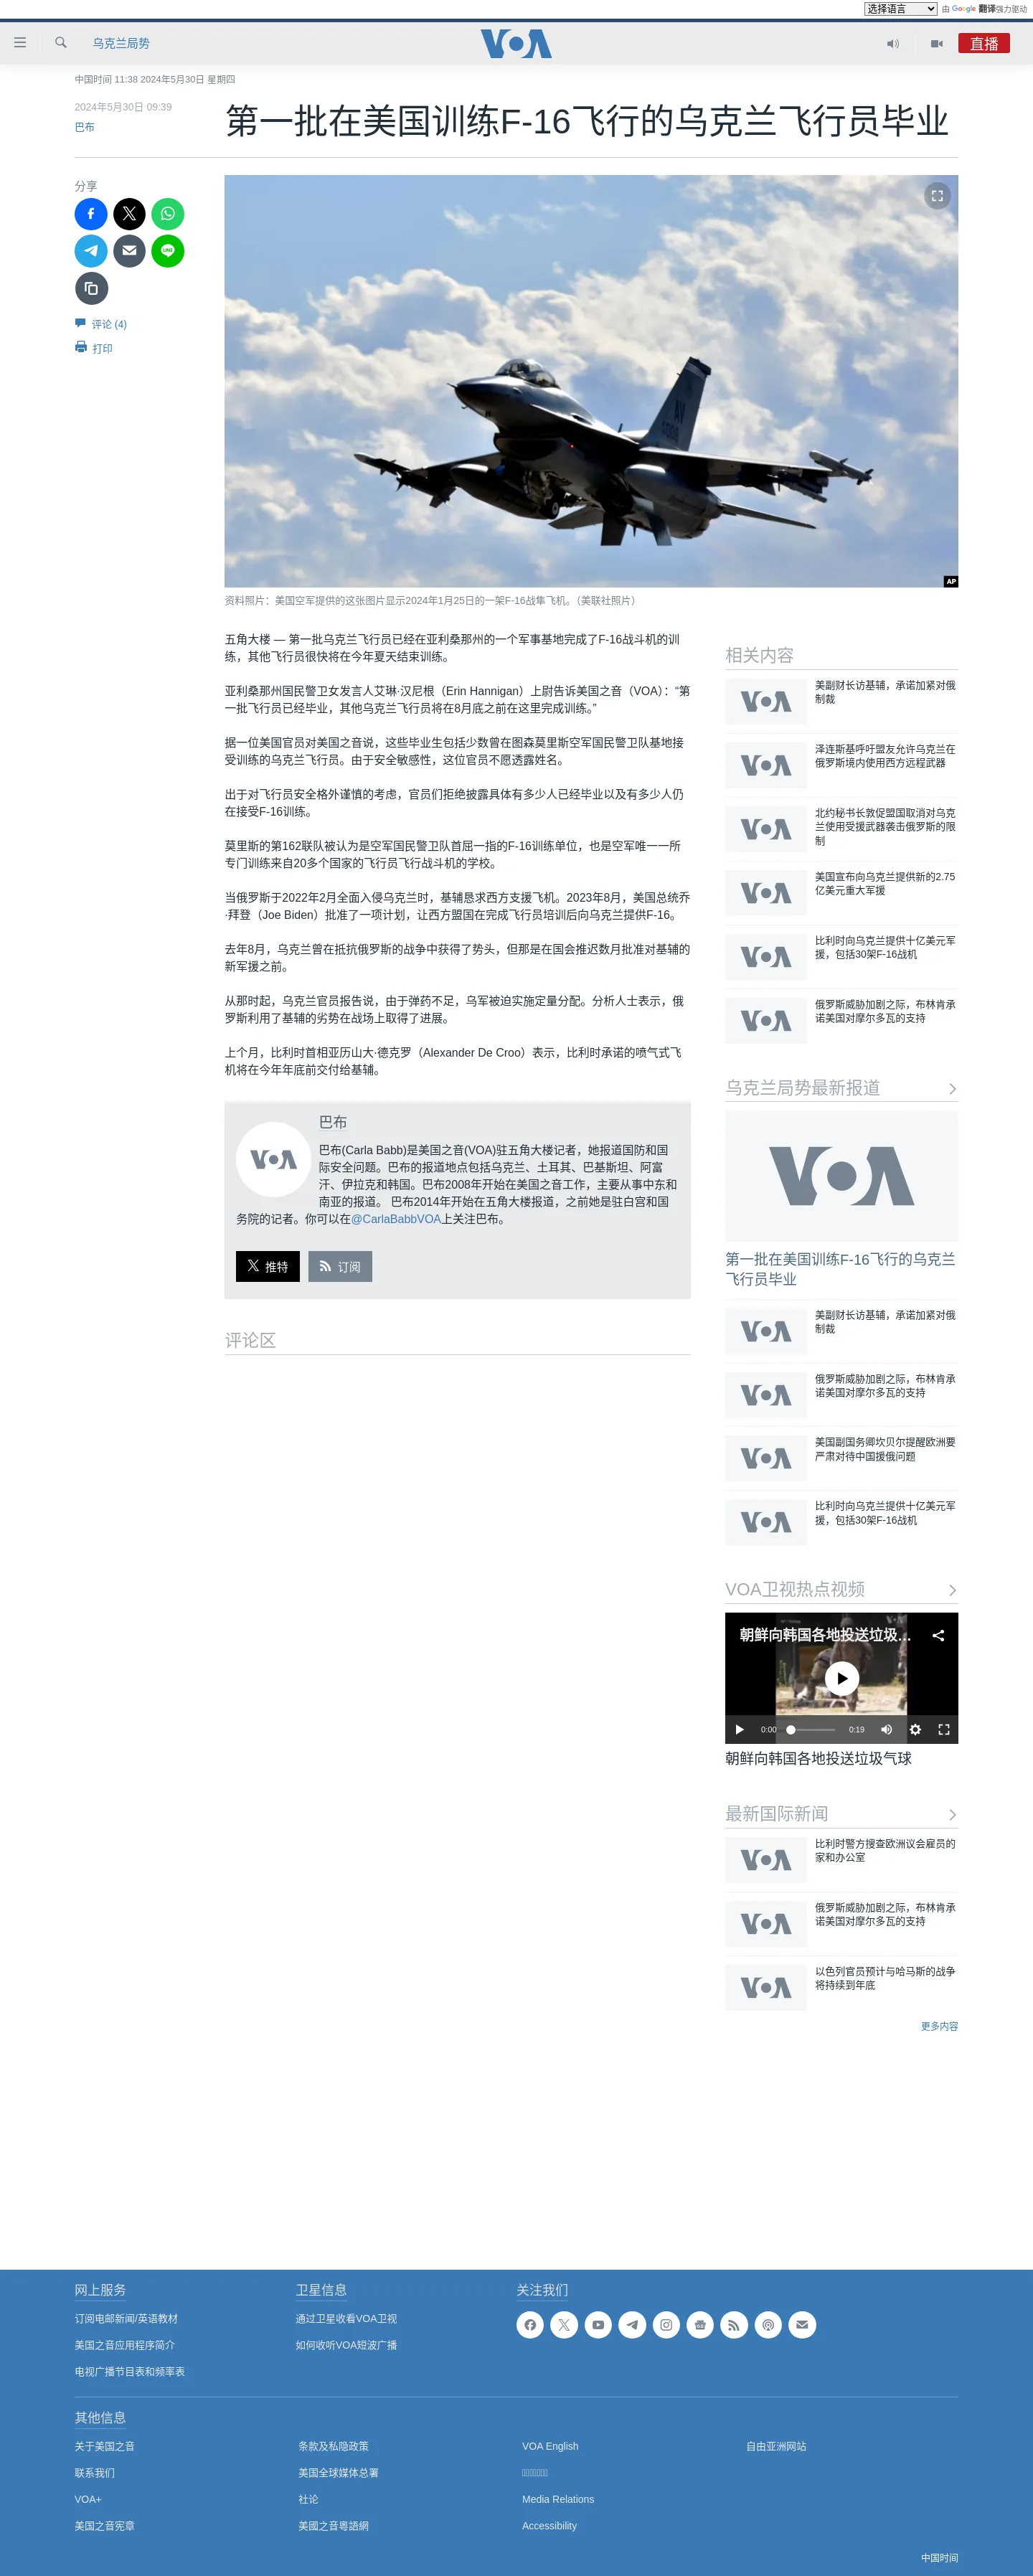 选择语言 由 Google 翻译强力驱动
乌克兰局势
VOA
直播
中国时间 11:38 2024年5月30日 星期四
2024年5月30日 09:39
巴布
第一批在美国训练F-16飞行的乌克兰飞行员毕业
分享
评论 (4)
打印
AV
AP
资料照片：美国空军提供的这张图片显示2024年1月25日的一架F-16战隼飞机。（美联社照片）
五角大楼 — 第一批乌克兰飞行员已经在亚利桑那州的一个军事基地完成了F-16战斗机的训
练，其他飞行员很快将在今年夏天结束训练。
亚利桑那州国民警卫女发言人艾琳·汉尼根（Erin Hannigan）上尉告诉美国之音（VOA）：“第
一批飞行员已经毕业，其他乌克兰飞行员将在8月底之前在这里完成训练。”
据一位美国官员对美国之音说，这些毕业生包括少数曾在图森莫里斯空军国民警卫队基地接
受训练的乌克兰飞行员。由于安全敏感性，这位官员不愿透露姓名。
出于对飞行员安全格外谨慎的考虑，官员们拒绝披露具体有多少人已经毕业以及有多少人仍
在接受F-16训练。
莫里斯的第162联队被认为是空军国民警卫队首屈一指的F-16训练单位，也是空军唯一一所
专门训练来自20多个国家的飞行员飞行战斗机的学校。
当俄罗斯于2022年2月全面入侵乌克兰时，基辅恳求西方支援飞机。2023年8月，美国总统乔
·拜登（Joe Biden）批准了一项计划，让西方盟国在完成飞行员培训后向乌克兰提供F-16。
去年8月，乌克兰曾在抵抗俄罗斯的战争中获得了势头，但那是在国会推迟数月批准对基辅的
新军援之前。
从那时起，乌克兰官员报告说，由于弹药不足，乌军被迫实施定量分配。分析人士表示，俄
罗斯利用了基辅的劣势在战场上取得了进展。
上个月，比利时首相亚历山大·德克罗（Alexander De Croo）表示，比利时承诺的喷气式飞
机将在今年年底前交付给基辅。
VOA
巴布
巴布(Carla Babb)是美国之音(VOA)驻五角大楼记者，她报道国防和国
际安全问题。巴布的报道地点包括乌克兰、土耳其、巴基斯坦、阿富
汗、伊拉克和韩国。巴布2008年开始在美国之音工作，主要从事中东和
南亚的报道。 巴布2014年开始在五角大楼报道，之前她是驻白宫和国
务院的记者。你可以在@CarlaBabbVOA上关注巴布。
推特
订阅
评论区
相关内容
VOA
美副财长访基辅，承诺加紧对俄
制裁
VOA
泽连斯基呼吁盟友允许乌克兰在
俄罗斯境内使用西方远程武器
VOA
北约秘书长敦促盟国取消对乌克
兰使用受援武器袭击俄罗斯的限
制
VOA
美国宣布向乌克兰提供新的2.75
亿美元重大军援
VOA
比利时向乌克兰提供十亿美元军
援，包括30架F-16战机
VOA
俄罗斯威胁加剧之际，布林肯承
诺美国对摩尔多瓦的支持
乌克兰局势最新报道
VOA
第一批在美国训练F-16飞行的乌克兰
飞行员毕业
VOA
美副财长访基辅，承诺加紧对俄
制裁
VOA
俄罗斯威胁加剧之际，布林肯承
诺美国对摩尔多瓦的支持
VOA
美国副国务卿坎贝尔提醒欧洲要
严肃对待中国援俄问题
VOA
比利时向乌克兰提供十亿美元军
援，包括30架F-16战机
VOA卫视热点视频
朝鲜向韩国各地投送垃圾...
0:00 0:19
朝鲜向韩国各地投送垃圾气球
最新国际新闻
VOA
比利时警方搜查欧洲议会雇员的
家和办公室
VOA
俄罗斯威胁加剧之际，布林肯承
诺美国对摩尔多瓦的支持
VOA
以色列官员预计与哈马斯的战争
将持续到年底
更多内容
网上服务
订阅电邮新闻/英语教材
美国之音应用程序简介
电视广播节目表和频率表
卫星信息
通过卫星收看VOA卫视
如何收听VOA短波广播
关注我们
其他信息
关于美国之音
联系我们
VOA+
美国之音宪章
条款及私隐政策
美国全球媒体总署
社论
美國之音粵語網
VOA English
Media Relations
Accessibility
自由亚洲网站
中国时间